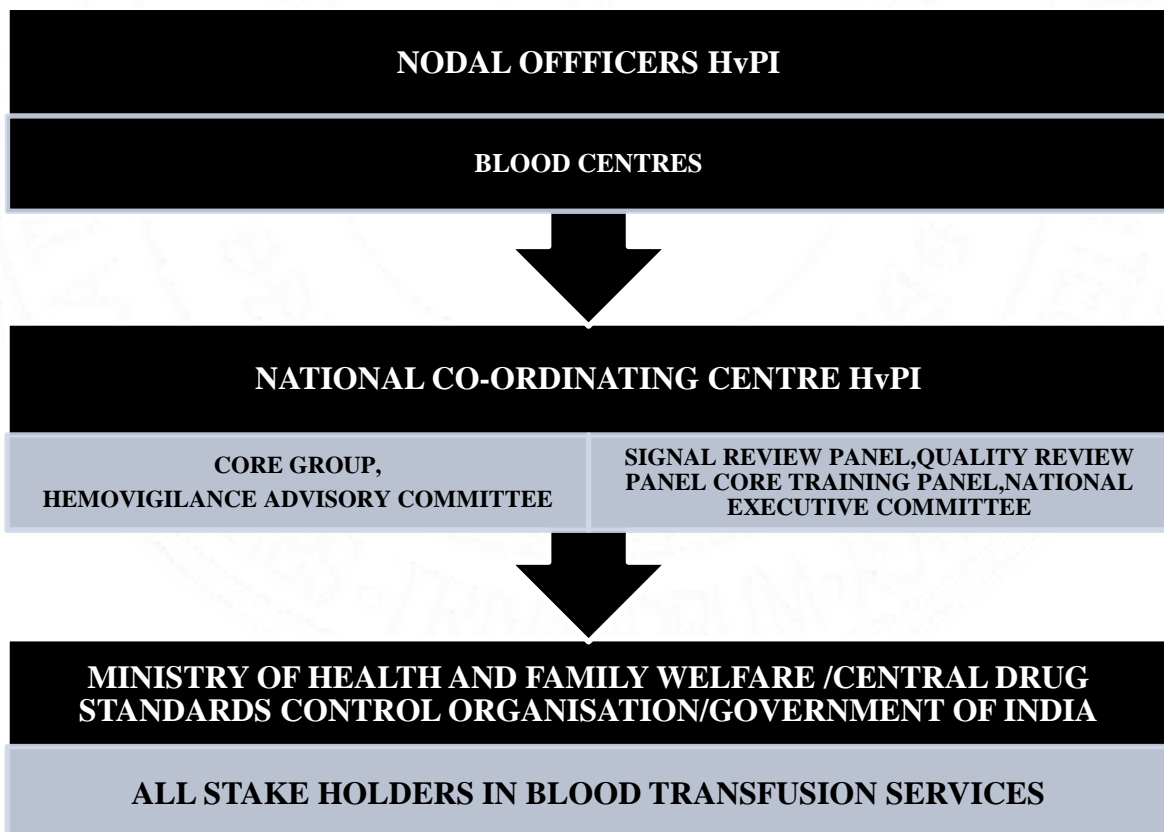 NODAL OFFFICERS HvPI
BLOOD CENTRES
NATIONAL CO-ORDINATING CENTRE HvPI
CORE GROUP,
HEMOVIGILANCE ADVISORY COMMITTEE
SIGNAL REVIEW PANEL,QUALITY REVIEW
PANEL CORE TRAINING PANEL,NATIONAL
EXECUTIVE COMMITTEE
MINISTRY OF HEALTH AND FAMILY WELFARE /CENTRAL DRUG
STANDARDS CONTROL ORGANISATION/GOVERNMENT OF INDIA
ALL STAKE HOLDERS IN BLOOD TRANSFUSION SERVICES